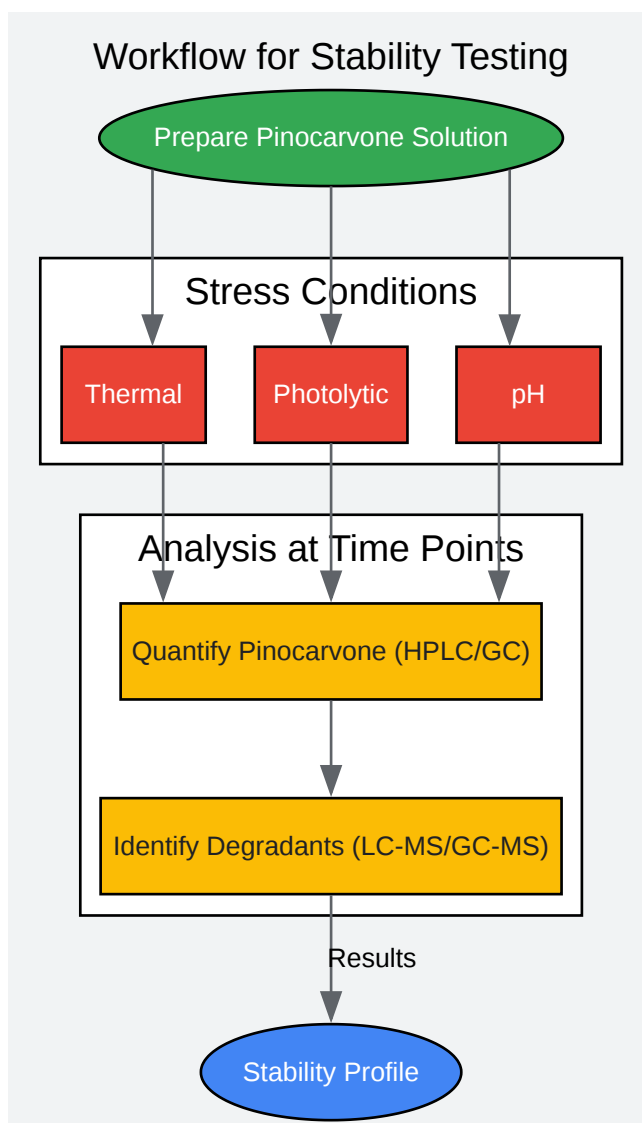 Workflow for Stability Testing
Prepare Pinocarvone Solution
Stress Conditions
Thermal
Photolytic
pH
Analysis at Time Points
Quantify Pinocarvone (HPLC/GC)
Identify Degradants (LC-MS/GC-MS)
Results
Stability Profile